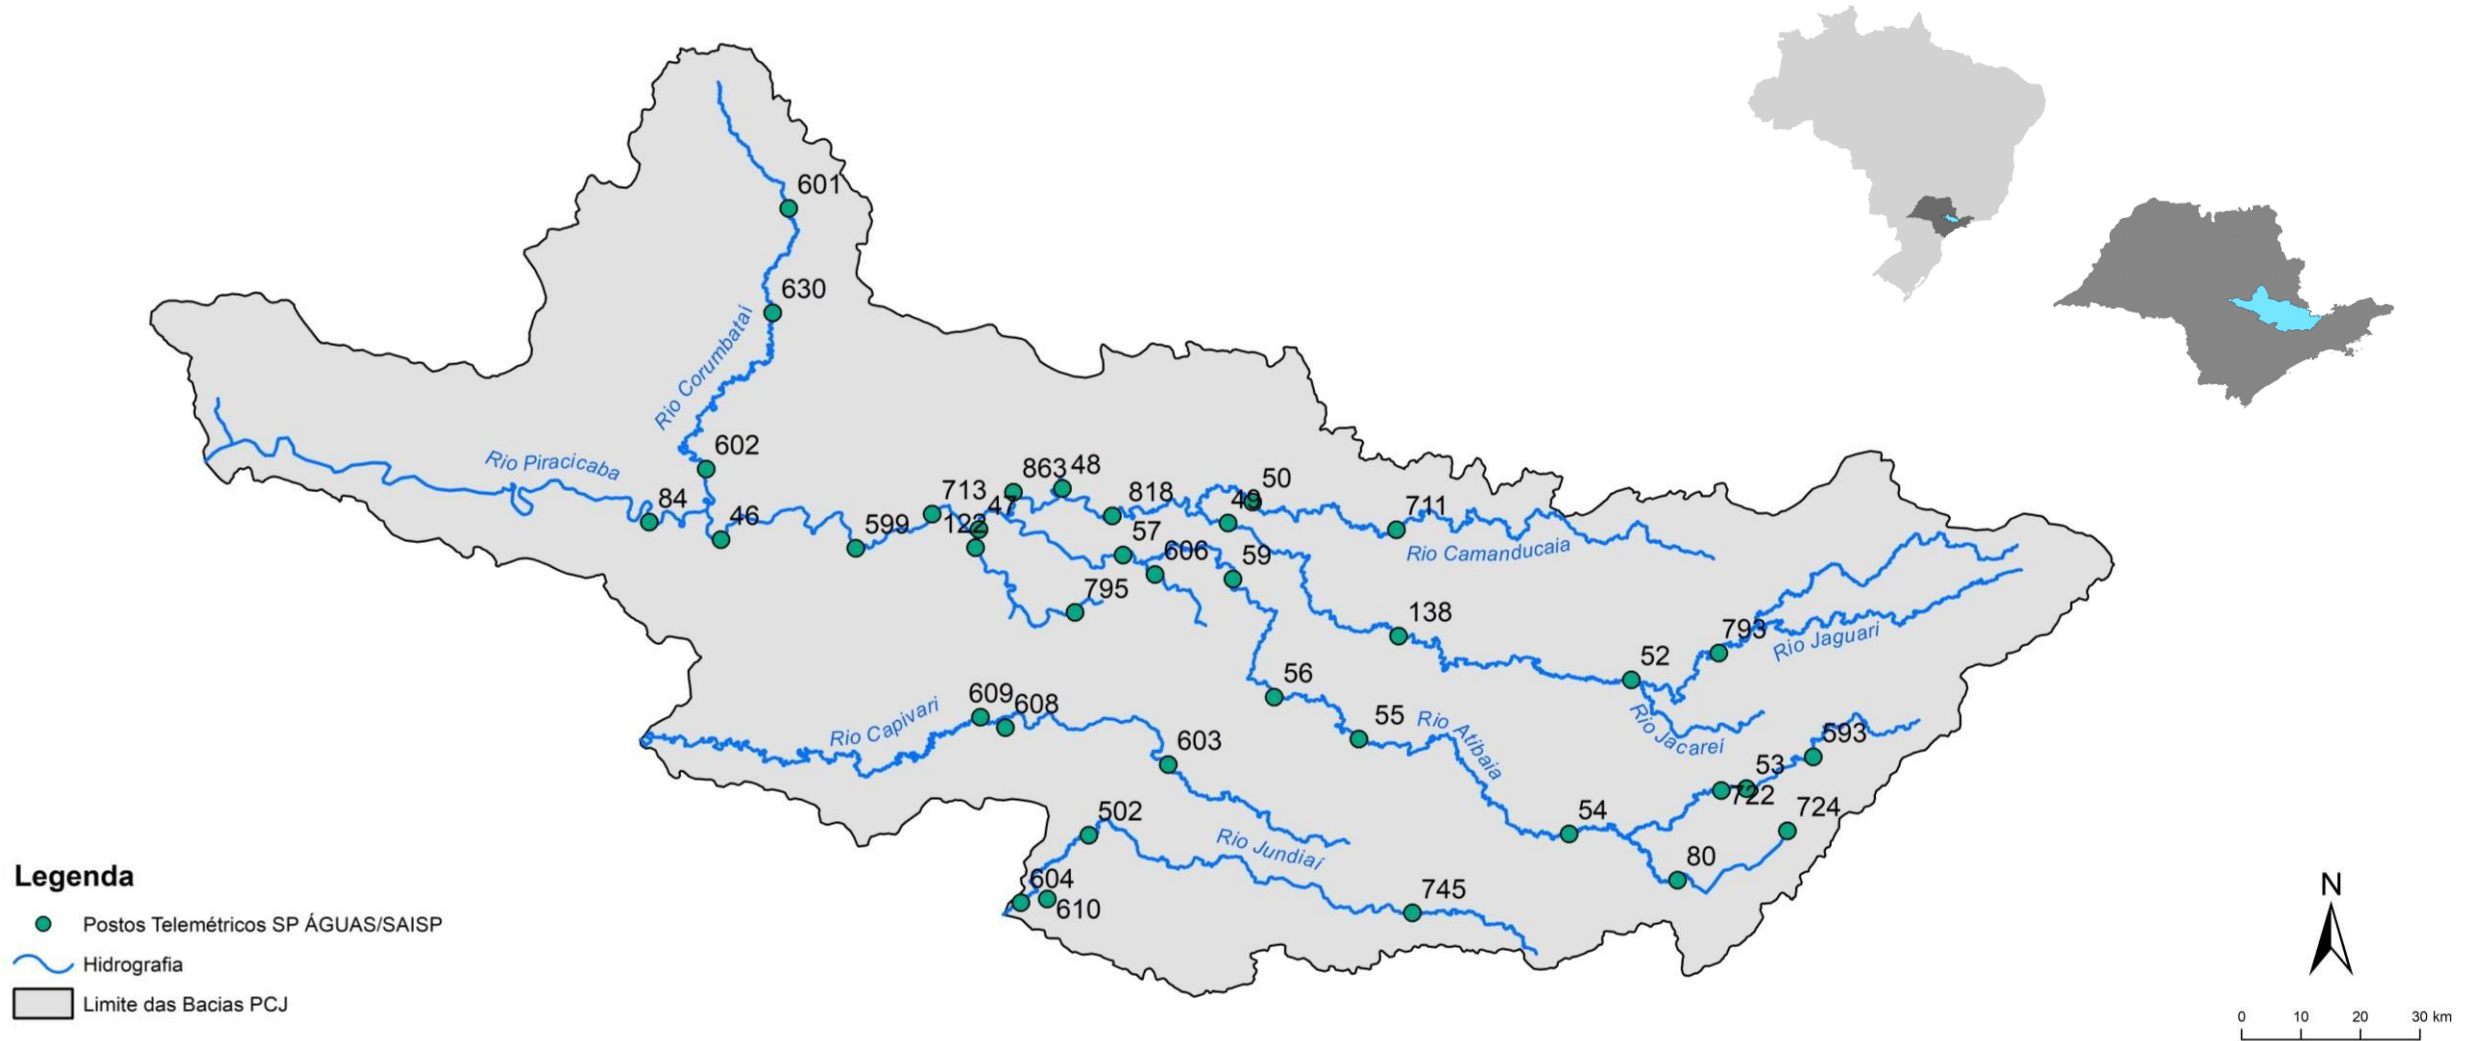 601
630
Rio Corumbataí
602
Rio Piracicaba
84
46
599
713
122
47
863
48
818
57
606
49
50
59
711
Rio Camanducaia
795
138
793
Rio Jaguari
52
Rio Jacareí
56
55
Rio Atibaia
593
53
722
724
54
80
609
608
Rio Capivari
603
502
Rio Jundiaí
604
610
745
Legenda
Postos Telemétricos SP ÁGUAS/SAISP
Hidrografia
Limite das Bacias PCJ
N
0 10 20 30 km